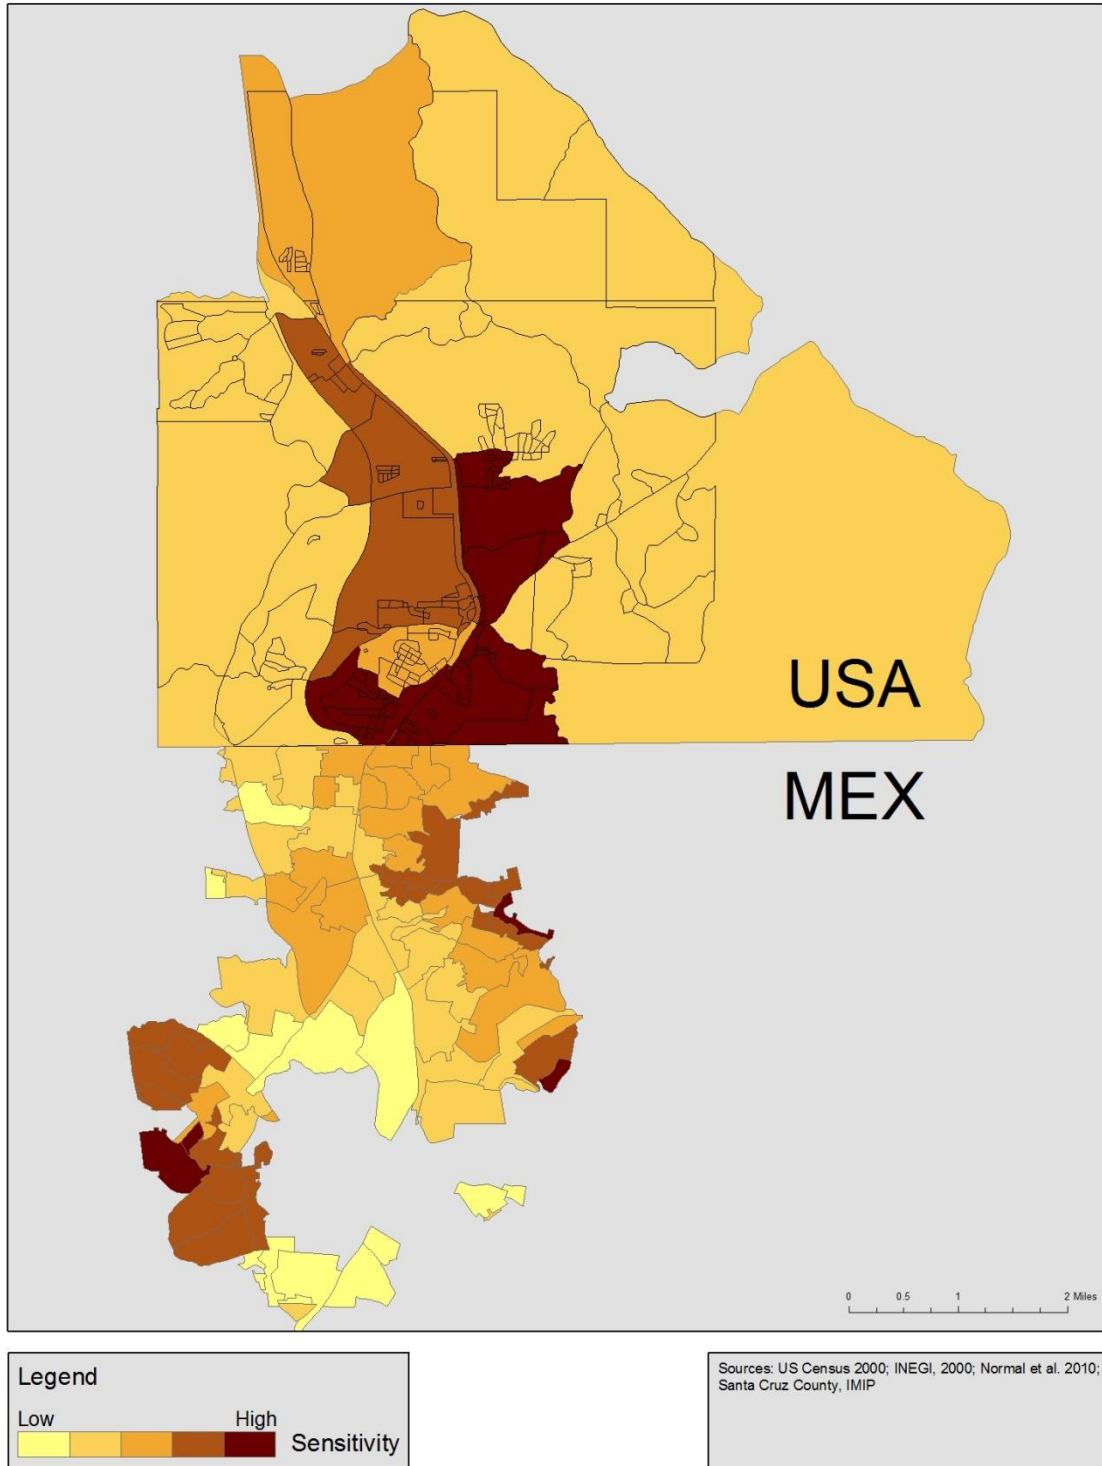 USA
MEX
0 0.5 1 2 Miles
Legend
Low High
Sensitivity
Sources: US Census 2000; INEGI, 2000; Normal et al. 2010;
Santa Cruz County, IMIP